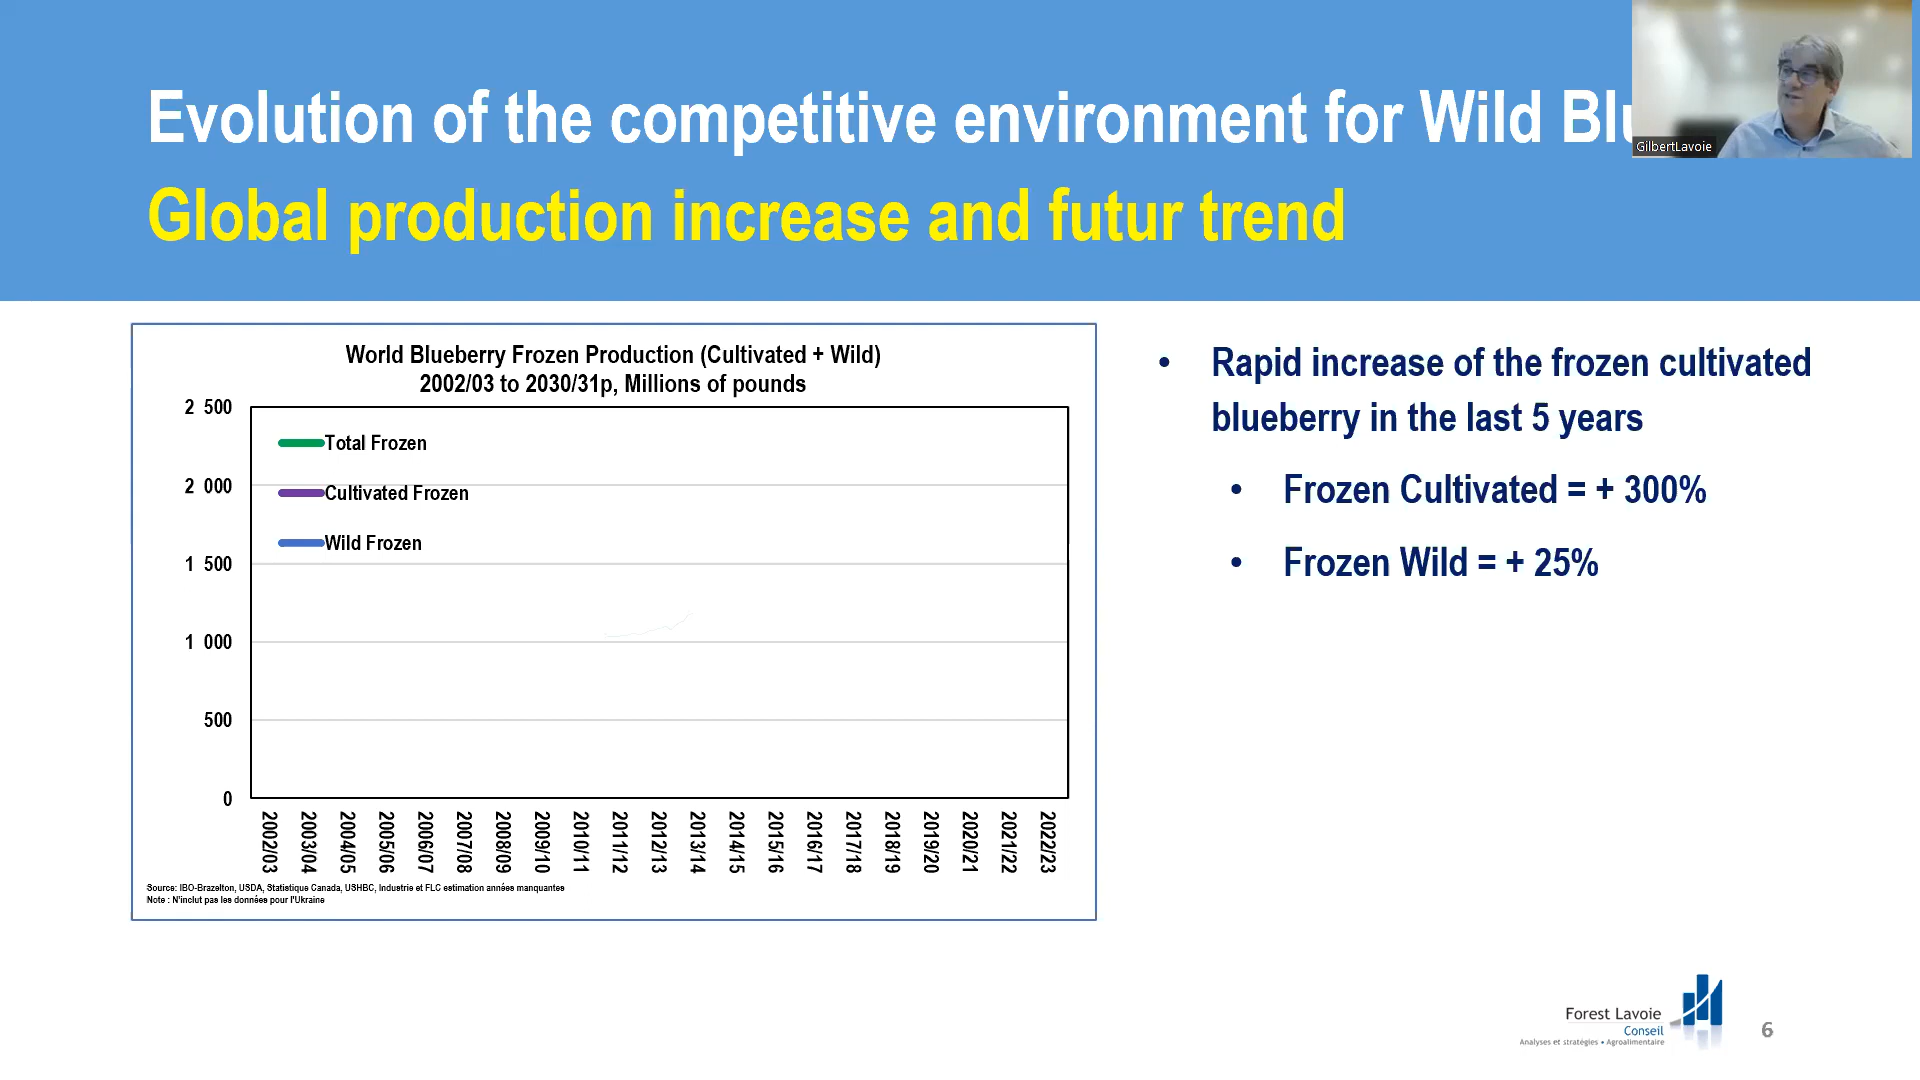 Evolution of the competitive environment for Wild Blu
Global production increase and futur trend
GilbertLavoie
World Blueberry Frozen Production (Cultivated + Wild)
2002/03 to 2030/31p, Millions of pounds
2 500
2 000
1 500
1 000
500
0
Total Frozen
Cultivated Frozen
Wild Frozen
2002/03
2003/04
2004/05
2005/06
2006/07
2007/08
2008/09
2009/10
2010/11
2011/12
2012/13
2013/14
2014/15
2015/16
2016/17
2017/18
2018/19
2019/20
2020/21
2021/22
2022/23
Source: IBO-Brazelton, USDA, Statistique Canada, USHBC, Industrie et FLC estimation années manquantes
Note : N'inclut pas les données pour l'Ukraine
• Rapid increase of the frozen cultivated
blueberry in the last 5 years
• Frozen Cultivated = + 300%
• Frozen Wild = + 25%
Forest Lavoie
Conseil
Analyses et stratégies • Agroalimentaire
6